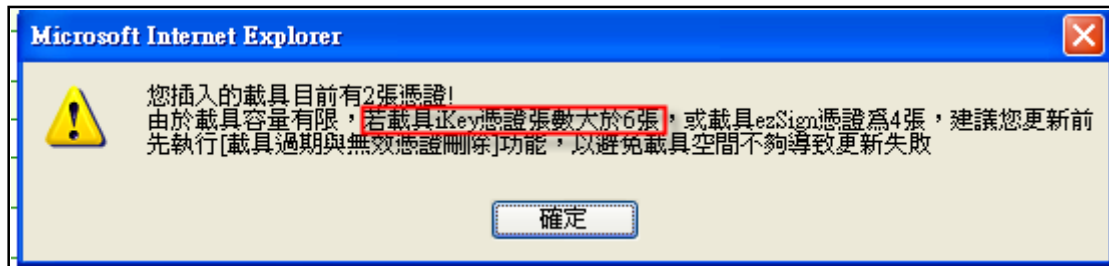 Microsoft Internet Explorer
您插入的載具目前有2張憑證!
由於載具容量有限，若載具iKey憑證張數大於6張，或載具ezSign憑證爲4張，建議您更新前
先執行[載具過期與無效憑證刪除]功能，以避免載具空間不夠導致更新失敗
確定